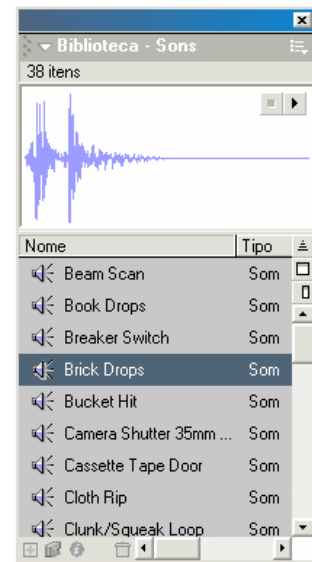 Biblioteca - Sons
38 itens
Nome Tipo
Beam Scan Som
Book Drops Som
Breaker Switch Som
Brick Drops Som
Bucket Hit Som
Camera Shutter 35mm ... Som
Cassette Tape Door Som
Cloth Rip Som
Clunk/Squeak Loop Som